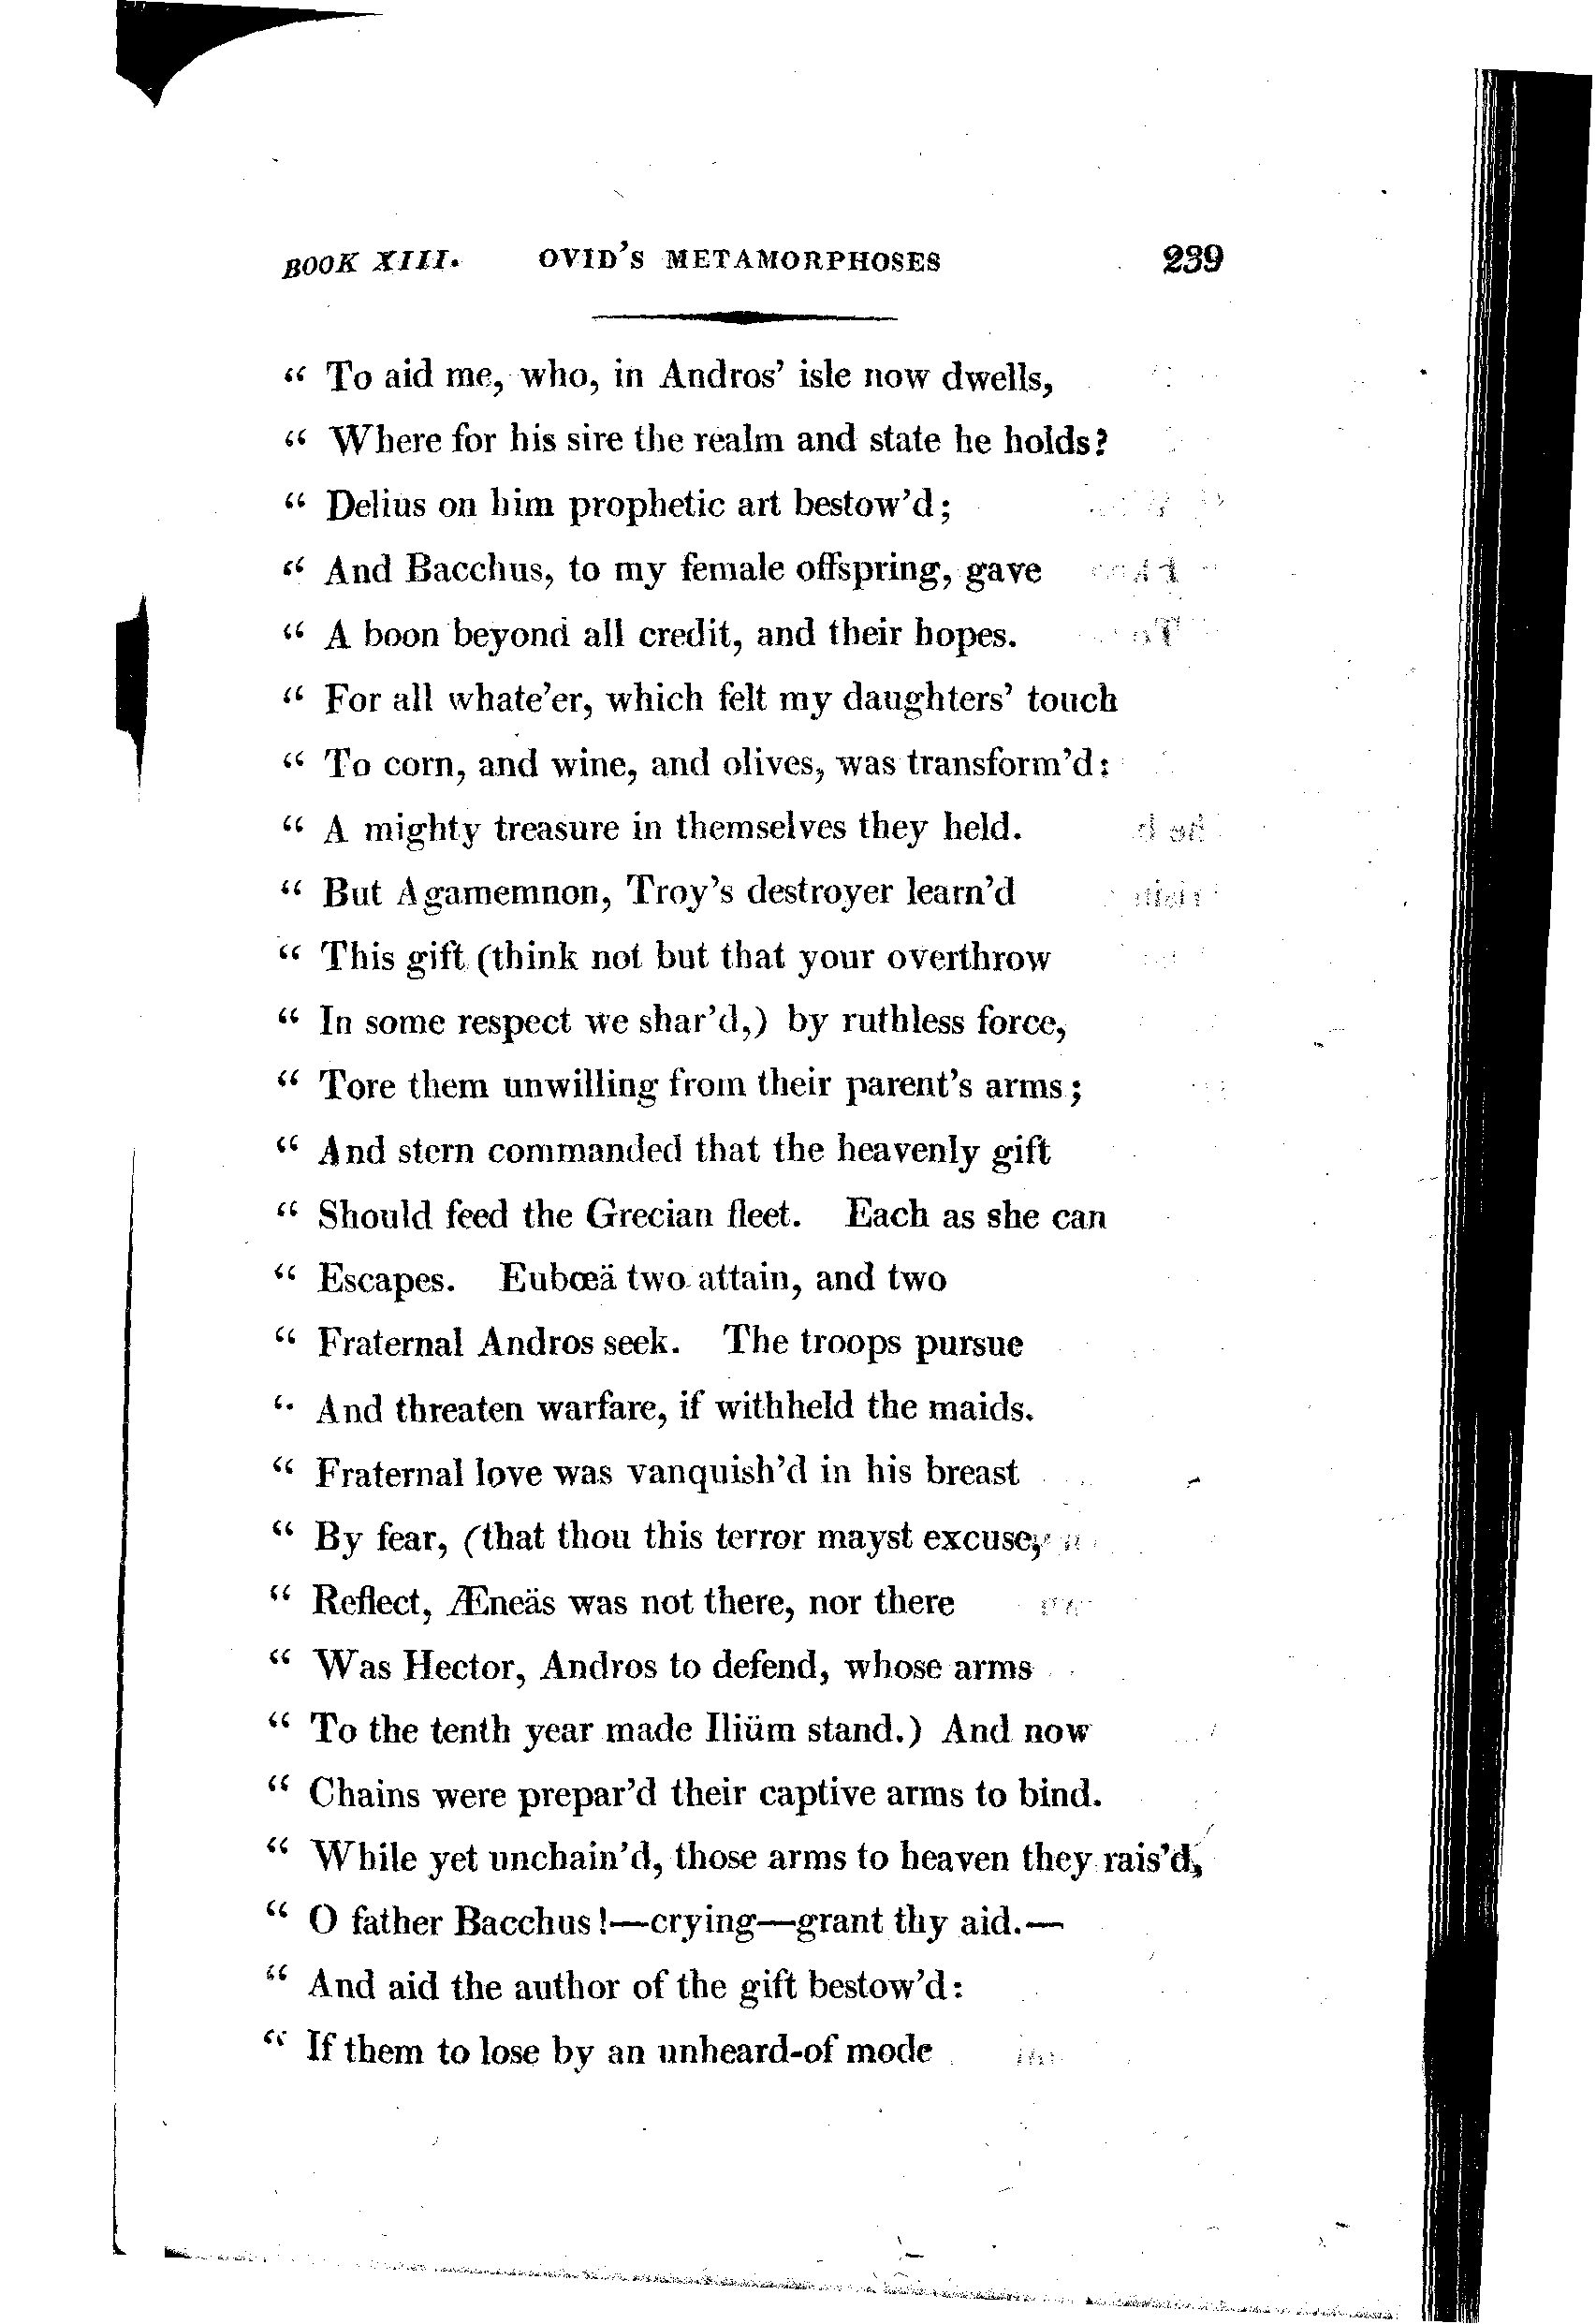 BOOK XIII. OVID'S METAMORPHOSES 239
“ To aid me, who, in Andros' isle now dwells,
“ Where for his sire the realm and state he holds?
“ Delius on him prophetic art bestow'd;
“ And Bacchus, to my female offspring, gave
“ A boon beyond all credit, and their hopes.
“ For all whate'er, which felt my daughters' touch
“ To corn, and wine, and olives, was transform'd:
“ A mighty treasure in themselves they held.
“ But Agamemnon, Troy's destroyer learn'd
“ This gift (think not but that your overthrow
“ In some respect we shar'd,) by ruthless force,
“ Tore them unwilling from their parent's arms;
“ And stern commanded that the heavenly gift
“ Should feed the Grecian fleet. Each as she can
“ Escapes. Eubœä two attain, and two
“ Fraternal Andros seek. The troops pursue
“ And threaten warfare, if withheld the maids.
“ Fraternal love was vanquish'd in his breast
“ By fear, (that thou this terror mayst excuse,
“ Reflect, Æneäs was not there, nor there
“ Was Hector, Andros to defend, whose arms
“ To the tenth year made Iliüm stand.) And now
“ Chains were prepar'd their captive arms to bind.
“ While yet unchain'd, those arms to heaven they rais'd,
“ O father Bacchus!—crying—grant thy aid.—
“ And aid the author of the gift bestow'd:
“ If them to lose by an unheard-of mode